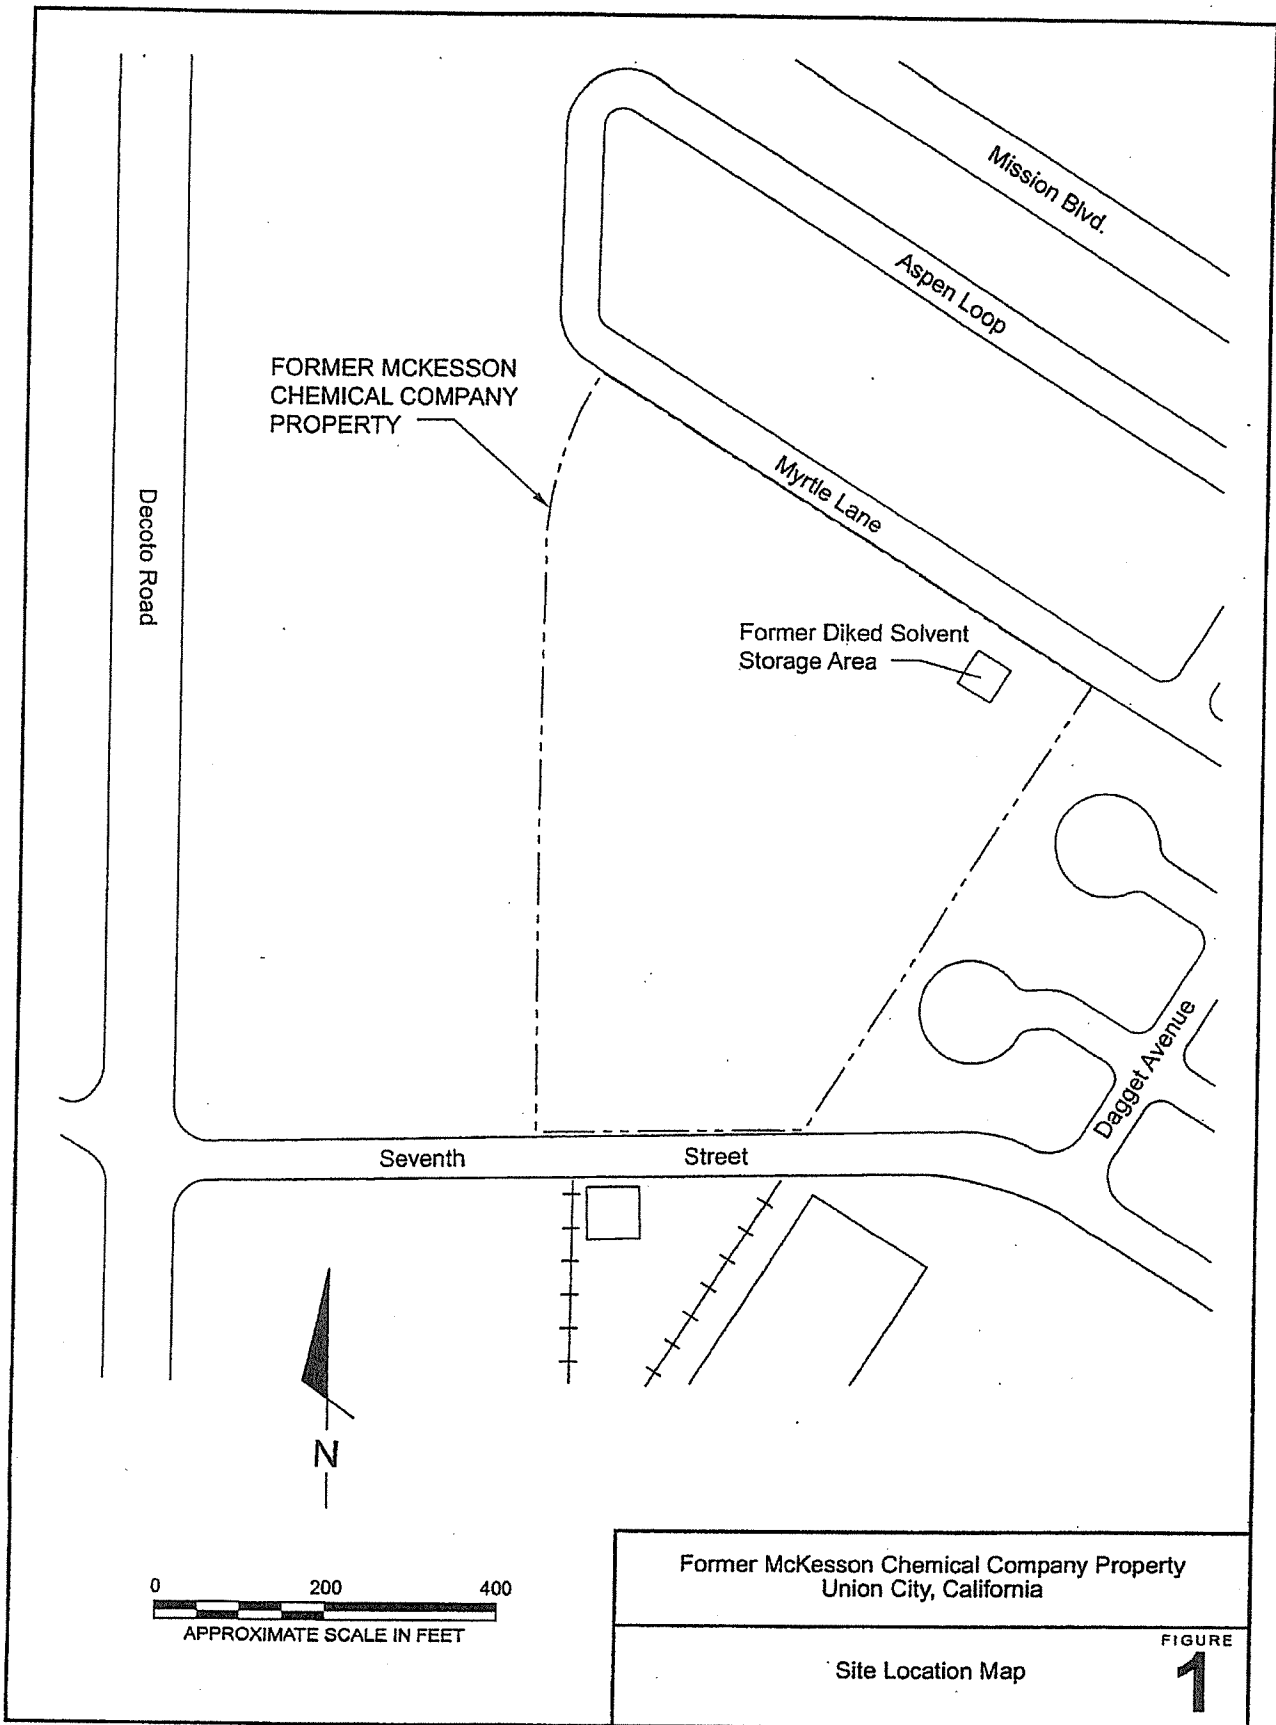 Mission Blvd.
Aspen Loop
FORMER MCKESSON
CHEMICAL COMPANY
PROPERTY
Myrtle Lane
Decoto Road
Former Diked Solvent
Storage Area
Dagget Avenue
Seventh Street
N
0 200 400
APPROXIMATE SCALE IN FEET
Former McKesson Chemical Company Property
Union City, California
Site Location Map
FIGURE
1